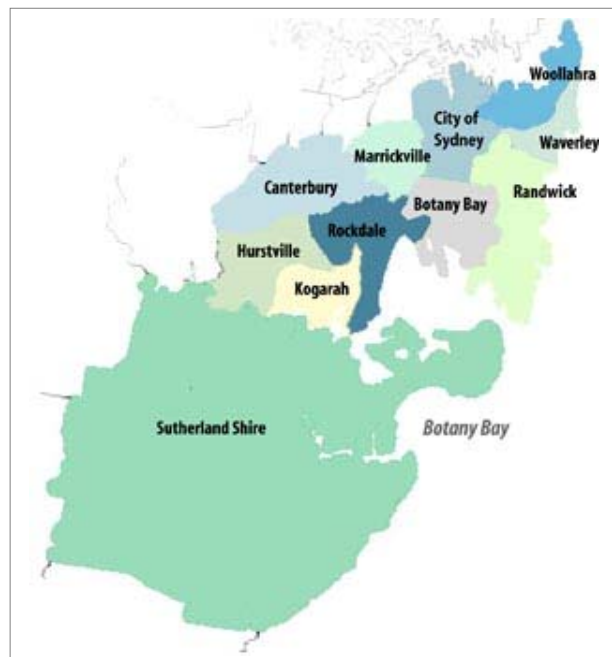 Woollahra
City of
Sydney
Waverley
Marrickville
Canterbury
Randwick
Botany Bay
Rockdale
Hurstville
Kogarah
Sutherland Shire
Botany Bay